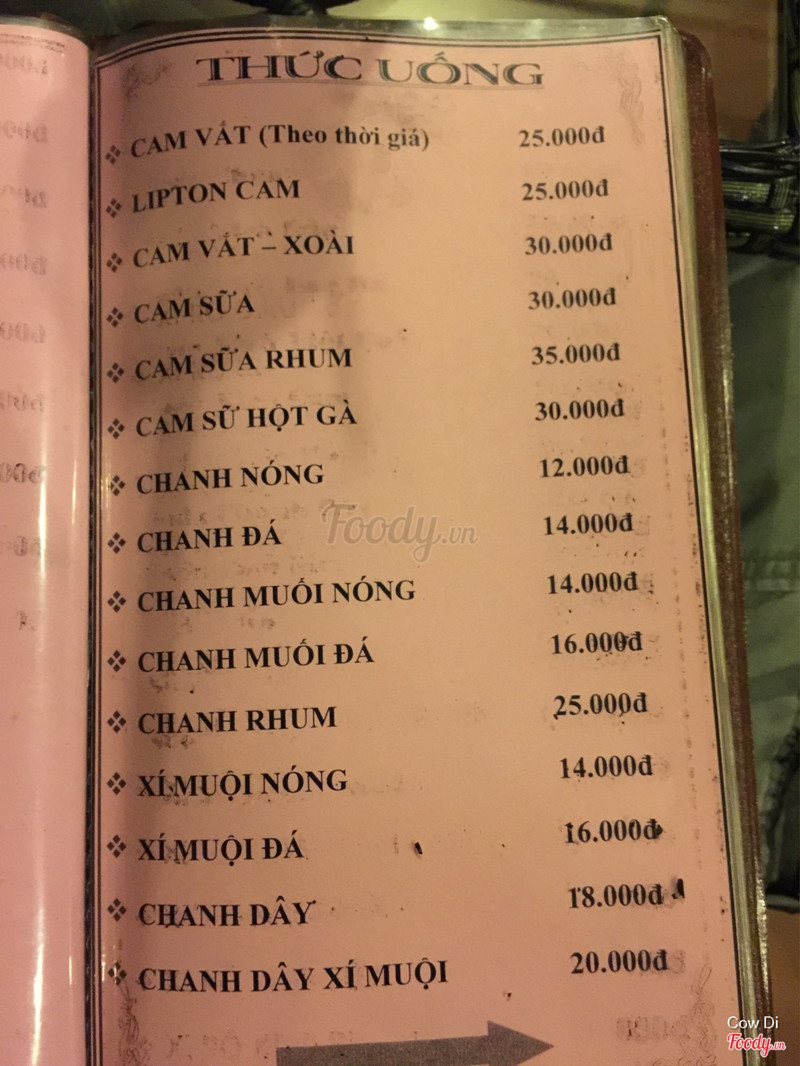 THỨC UỐNG
CAM VẮT (Theo thời giá) 25.000đ
LIPTON CAM 25.000đ
CAM VẮT – XOÀI 30.000đ
CAM SỮA 30.000đ
CAM SỮA RHUM 35.000đ
CAM SỮ HỘT GÀ 30.000đ
CHANH NÓNG 12.000đ
CHANH ĐÁ 14.000đ
CHANH MUỐI NÓNG 14.000đ
CHANH MUỐI ĐÁ 16.000đ
CHANH RHUM 25.000đ
XÍ MUỘI NÓNG 14.000đ
XÍ MUỘI ĐÁ 16.000đ
CHANH DÂY 18.000đ
CHANH DÂY XÍ MUỘI 20.000đ
Foody.vn
Cow Di
Foody.vn